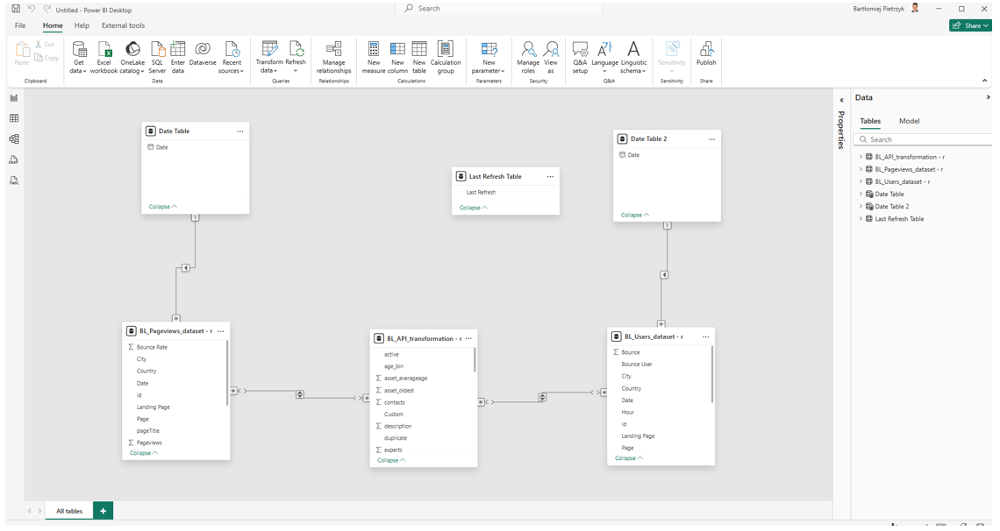 Untitled - Power BI Desktop
Search
Bartłomiej Pietrzyk
File Home Help External tools
Share
Paste
Cut
Copy
Clipboard
Get data
Excel workbook
OneLake catalog
SQL Server
Enter data
Dataverse
Recent sources
Data
Transform data
Refresh
Queries
Manage relationships
Relationships
New measure
New column
New table
Calculation group
Calculations
New parameter
Parameters
Manage roles
View as
Security
Q&A setup
Language
Linguistic schema
Q&A
Sensitivity
Sensitivity
Publish
Share
Date Table
Date
Collapse
1
*
Last Refresh Table
Last Refresh
Collapse
Date Table 2
Date
Collapse
1
*
BL_Pageviews_dataset - r
Bounce Rate
City
Country
Date
id
Landing Page
Page
pageTitle
Pageviews
Collapse
*
*
BL_API_transformation - r
active
age_bin
asset_averageage
asset_oldest
contacts
Custom
description
duplicate
experts
Collapse
*
*
BL_Users_dataset - r
Bounce
Bounce User
City
Country
Date
Hour
id
Landing Page
Page
Collapse
Properties
Data
Tables Model
Search
BL_API_transformation - r
BL_Pageviews_dataset - r
BL_Users_dataset - r
Date Table
Date Table 2
Last Refresh Table
All tables